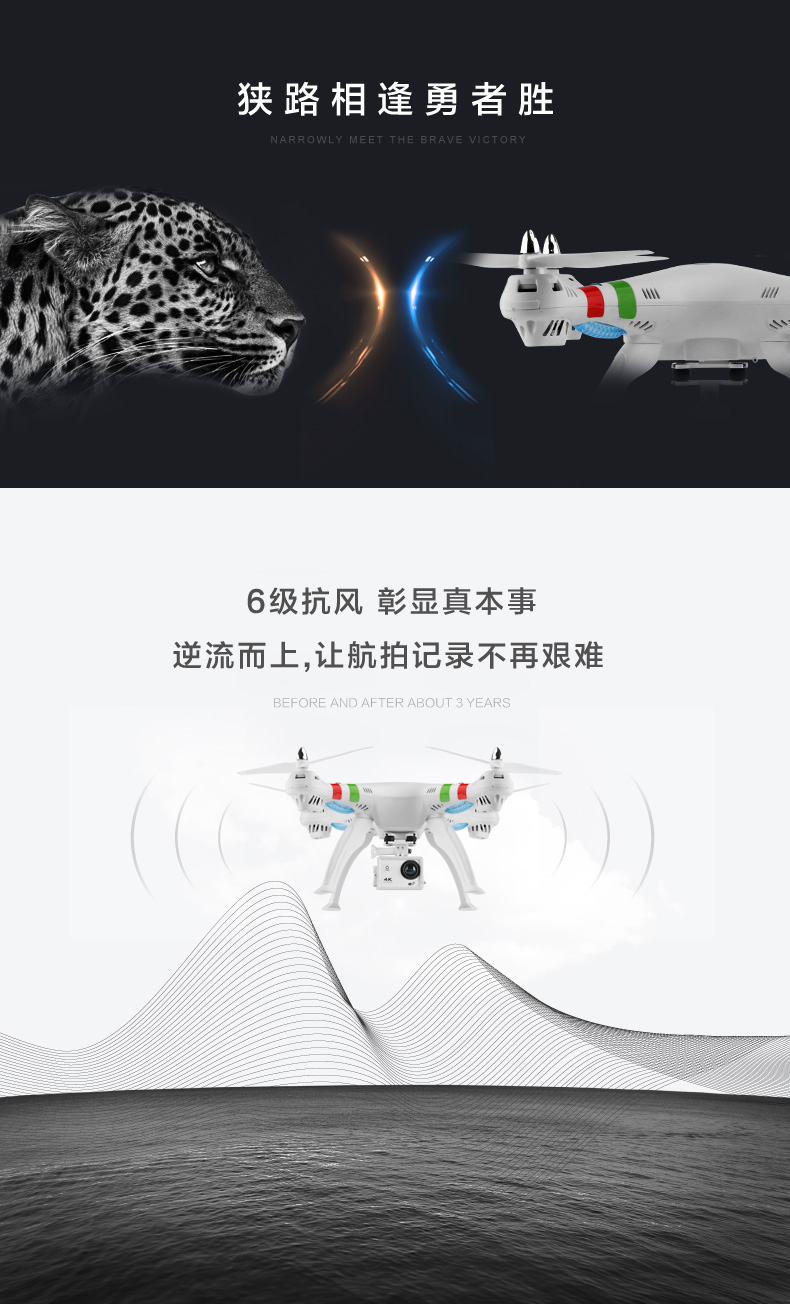 狭路相逢勇者胜
NARROWLY MEET THE BRAVE VICTORY
6级抗风 彰显真本事
逆流而上,让航拍记录不再艰难
BEFORE AND AFTER ABOUT 3 YEARS
4K